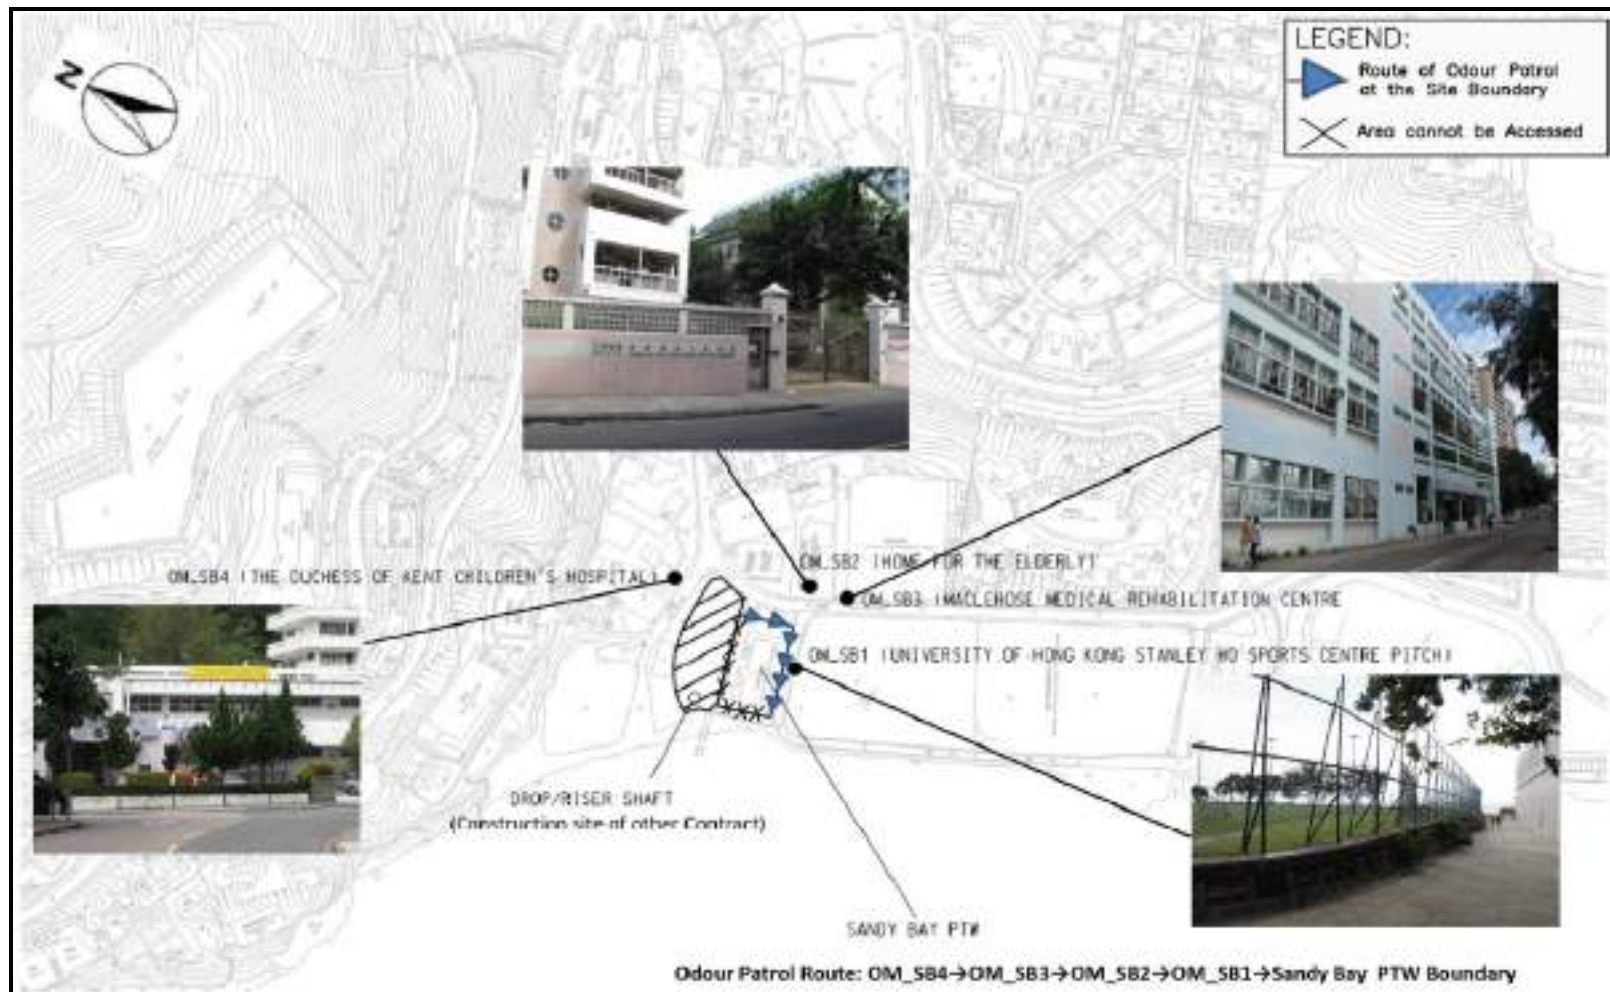 N
LEGEND:
Route of Odour Patrol
at the Site Boundary
Area cannot be Accessed
OM_SB2 (HOME FOR THE ELDERLY)
OM_SB4 (THE DUCHESS OF KENT CHILDREN'S HOSPITAL)
OM_SB3 (MACLEHOSE MEDICAL REHABILITATION CENTRE
OM_SB1 (UNIVERSITY OF HONG KONG STANLEY HO SPORTS CENTRE PITCH)
DROP/RISER SHAFT
(Construction site of other Contract)
SANDY BAY PTW
Odour Patrol Route: OM_SB4→OM_SB3→OM_SB2→OM_SB1→Sandy Bay PTW Boundary